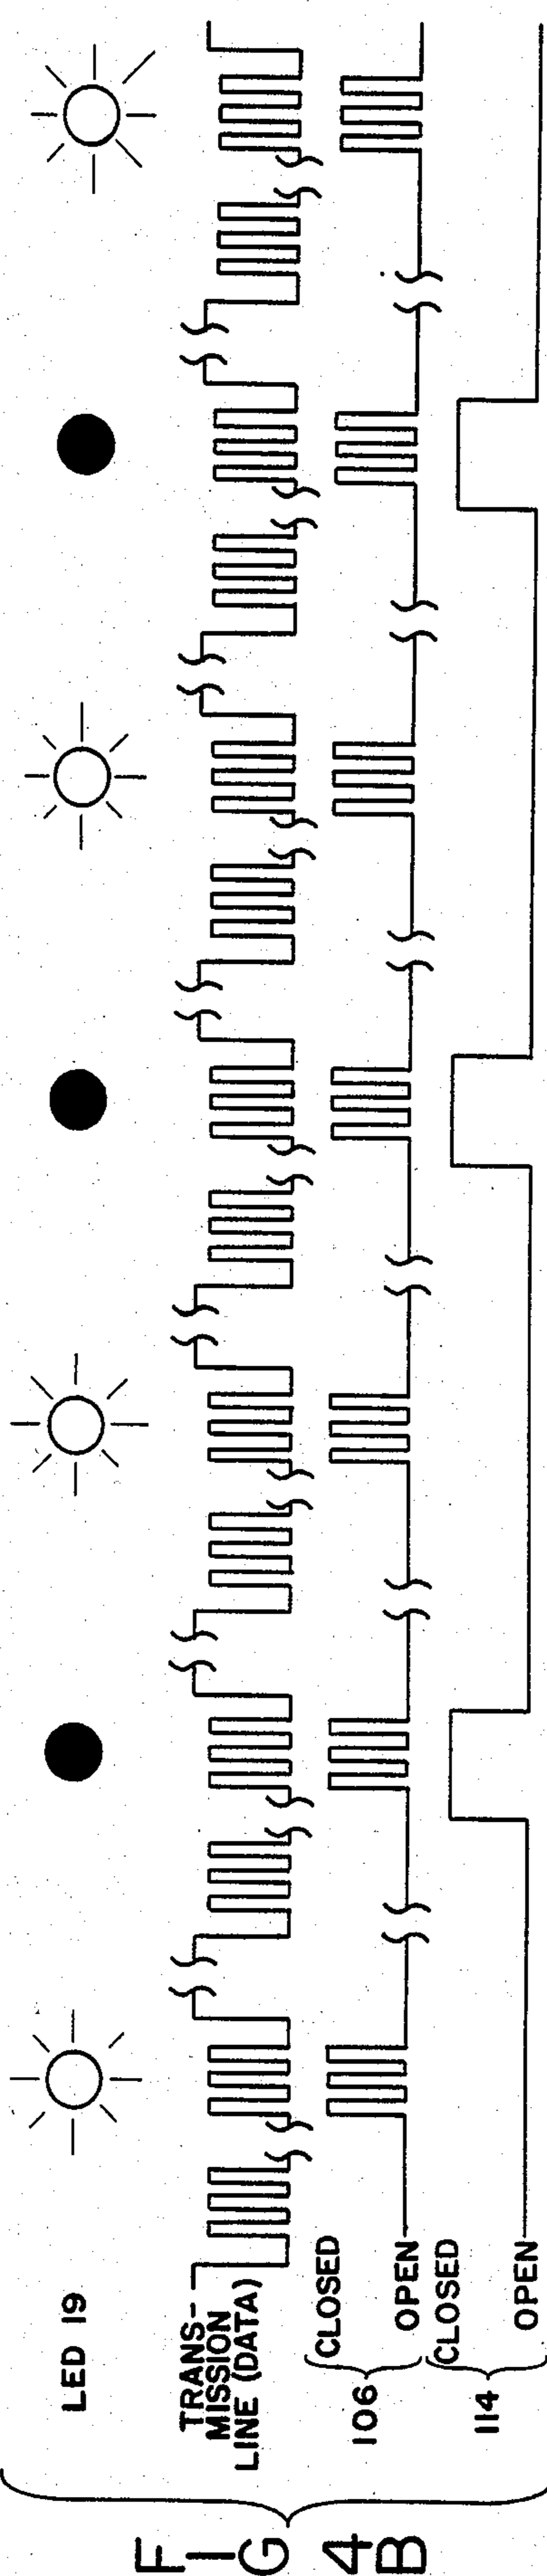 FIG 4B
LED 19
TRANS-
MISSION
LINE (DATA)
106
CLOSED
OPEN
114
CLOSED
OPEN